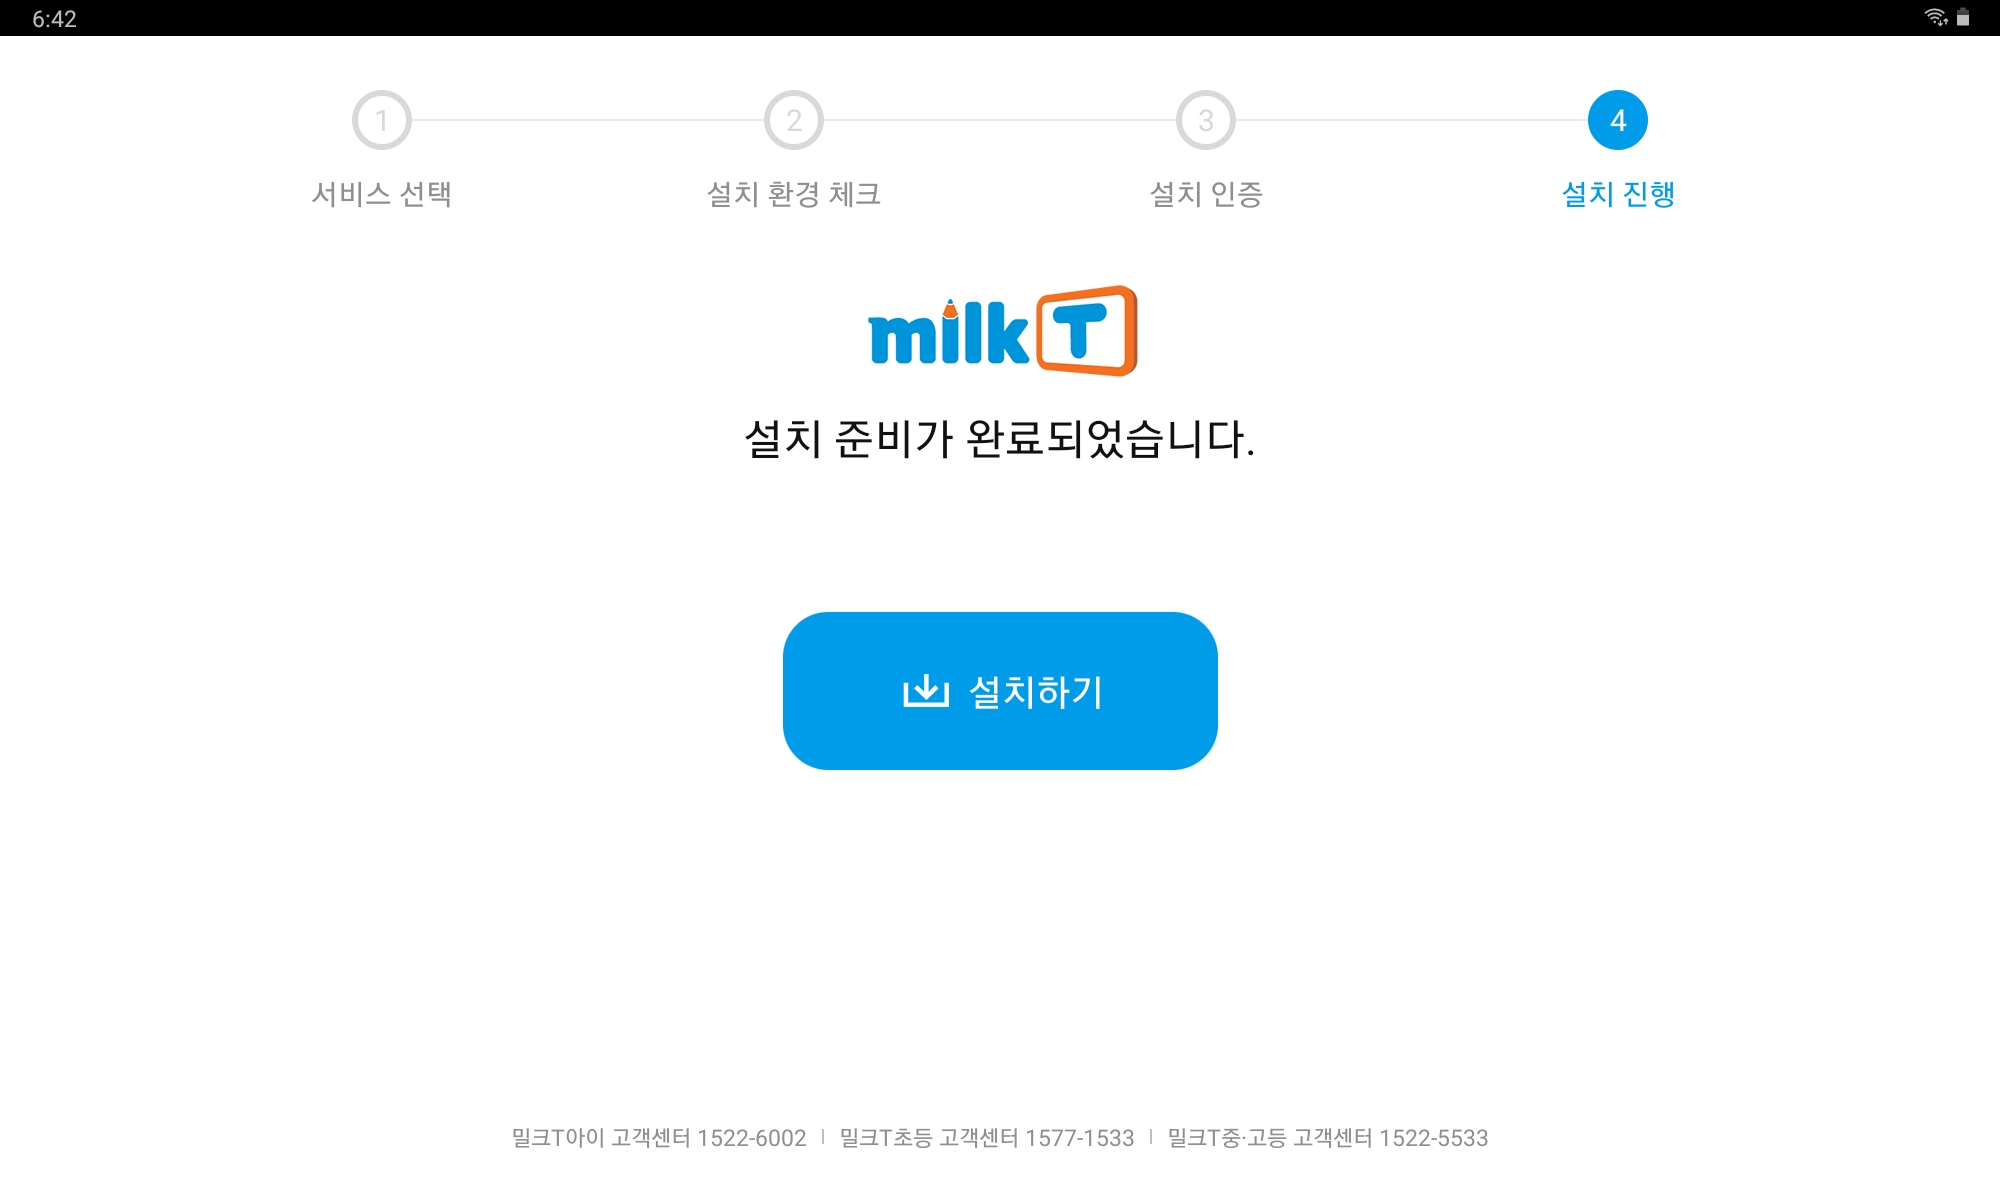 6:42
1
2
3
4
서비스 선택
설치 환경 체크
설치 인증
설치 진행
milk T
설치 준비가 완료되었습니다.
설치하기
밀크T아이 고객센터 1522-6002 | 밀크T초등 고객센터 1577-1533 | 밀크T중·고등 고객센터 1522-5533